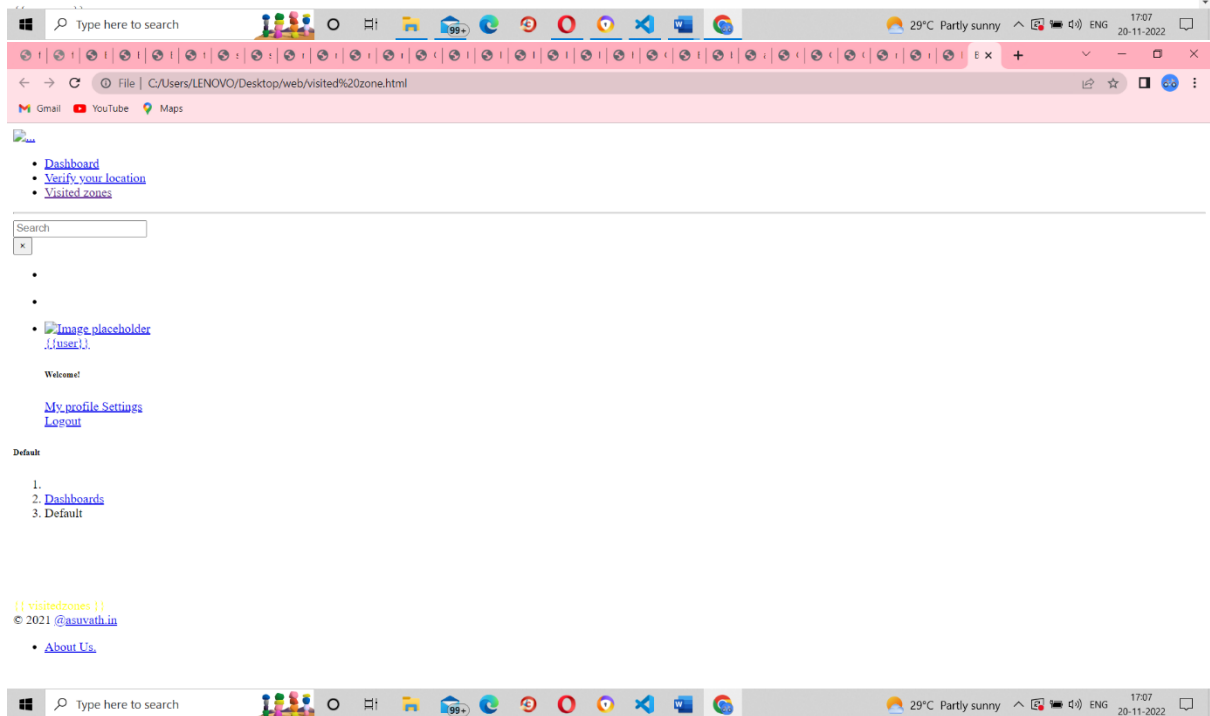 Type here to search
99+
29°C Partly sunny
ENG
17:07
20-11-2022
E
File | C:/Users/LENOVO/Desktop/web/visited%20zone.html
Gmail YouTube Maps
...
• Dashboard
• Verify your location
• Visited zones
Search
×
•
•
• Image placeholder
{{user}}
Welcome!
My profile Settings
Logout
Default
1.
2. Dashboards
3. Default
{{ visitedzones }}
© 2021 @asuvath.in
• About Us.
Type here to search
99+
29°C Partly sunny
ENG
17:07
20-11-2022